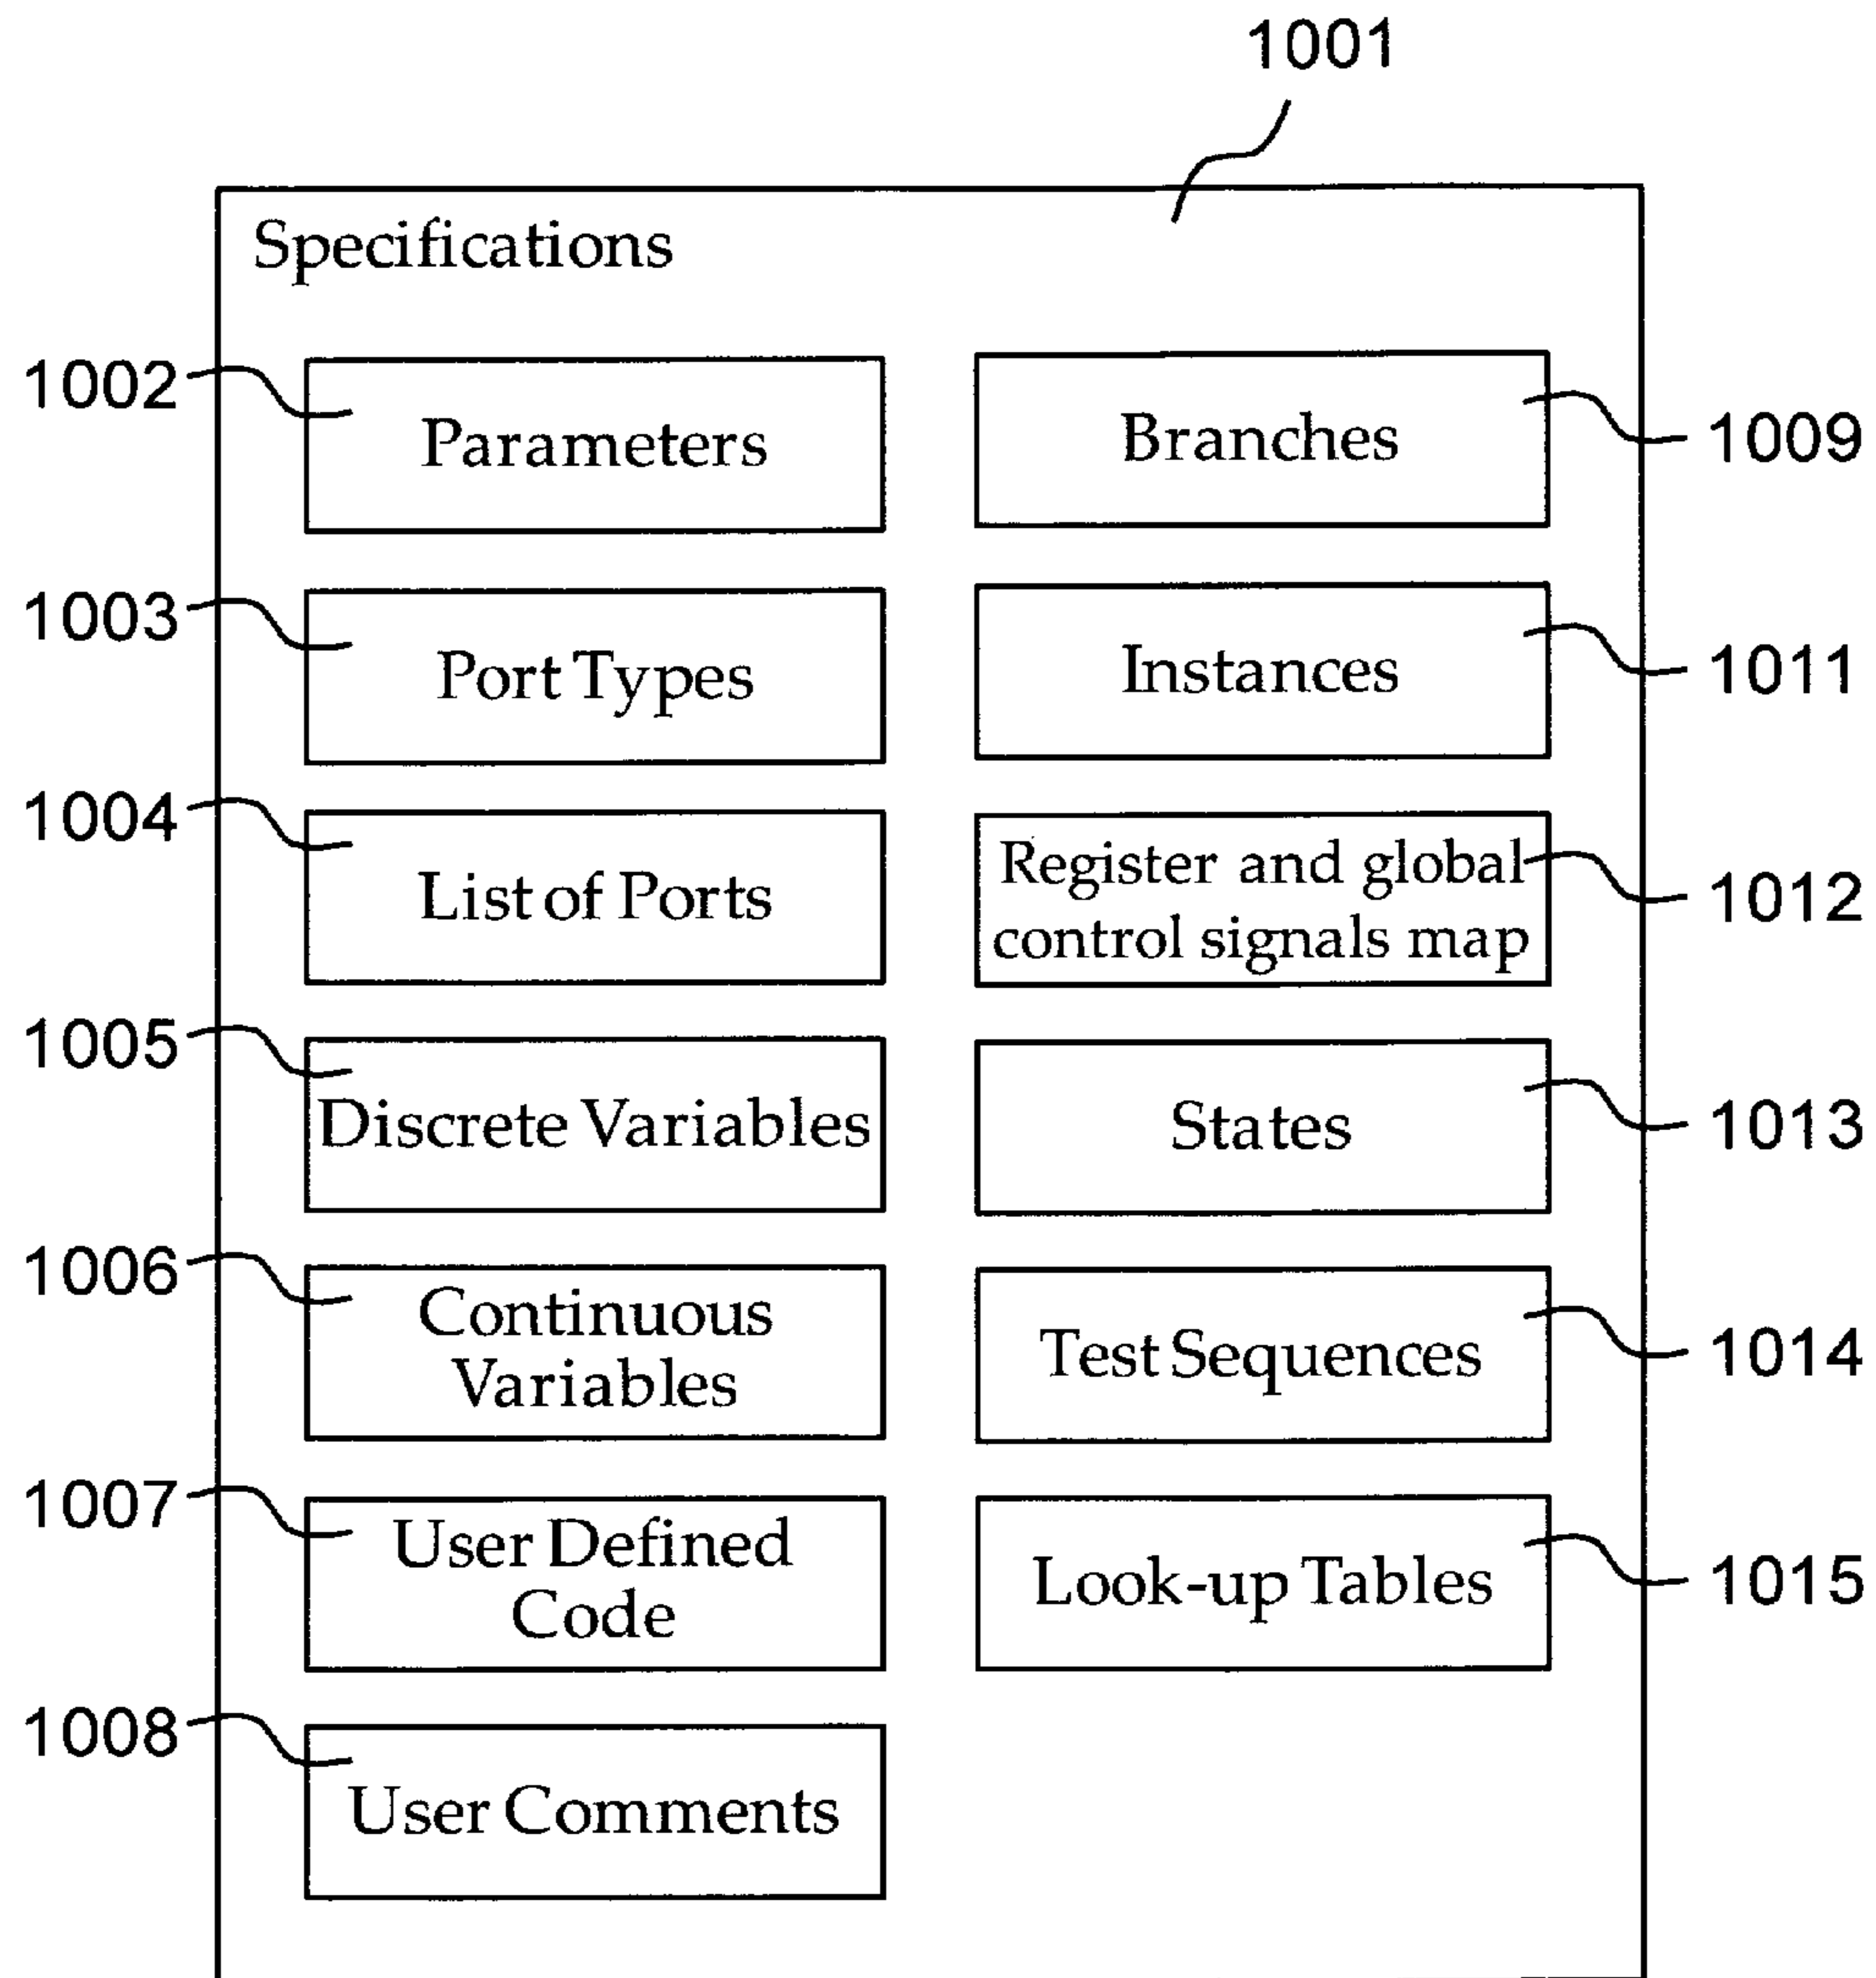 1001
Specifications
1002
Parameters
Branches
1009
1003
Port Types
Instances
1011
1004
List of Ports
Register and global
control signals map
1012
1005
Discrete Variables
States
1013
1006
Continuous
Variables
Test Sequences
1014
1007
User Defined
Code
Look-up Tables
1015
1008
User Comments